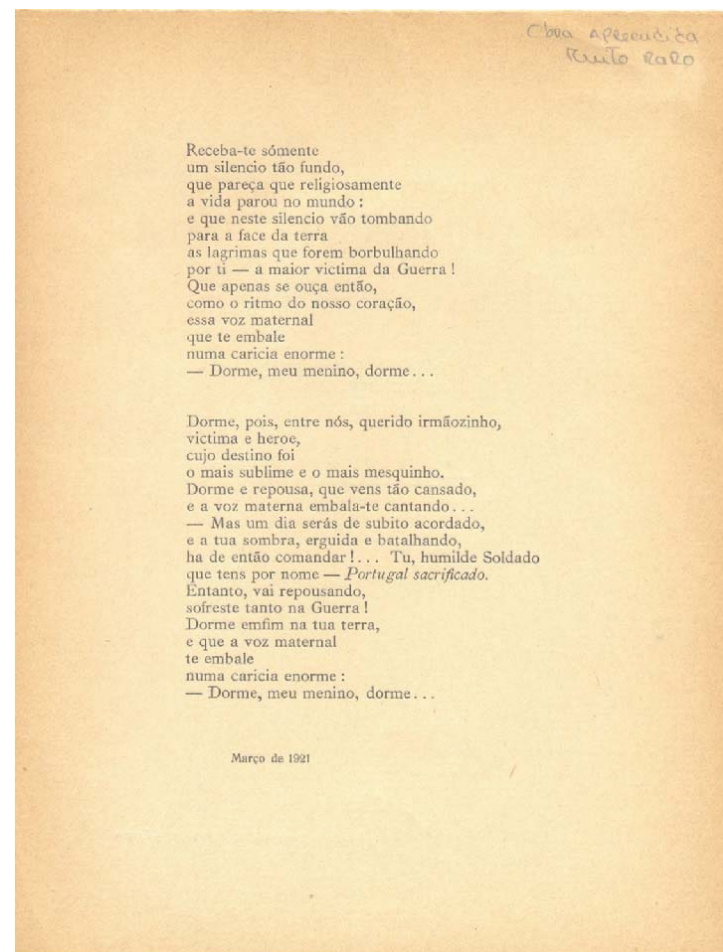 Obra Apreendida
Muito Raro
Receba-te sómente
um silencio tão fundo,
que pareça que religiosamente
a vida parou no mundo :
e que neste silencio vão tombando
para a face da terra
as lagrimas que forem borbulhando
por ti — a maior victima da Guerra !
Que apenas se ouça então,
como o ritmo do nosso coração,
essa voz maternal
que te embale
numa caricia enorme :
— Dorme, meu menino, dorme...
Dorme, pois, entre nós, querido irmãozinho,
victima e heroe,
cujo destino foi
o mais sublime e o mais mesquinho.
Dorme e repousa, que vens tão cansado,
e a voz materna embala-te cantando...
— Mas um dia serás de subito acordado,
e a tua sombra, erguida e batalhando,
ha de então comandar !... Tu, humilde Soldado
que tens por nome — Portugal sacrificado.
Entanto, vai repousando,
sofreste tanto na Guerra !
Dorme emfim na tua terra,
e que a voz maternal
te embale
numa caricia enorme :
— Dorme, meu menino, dorme...
Março de 1921